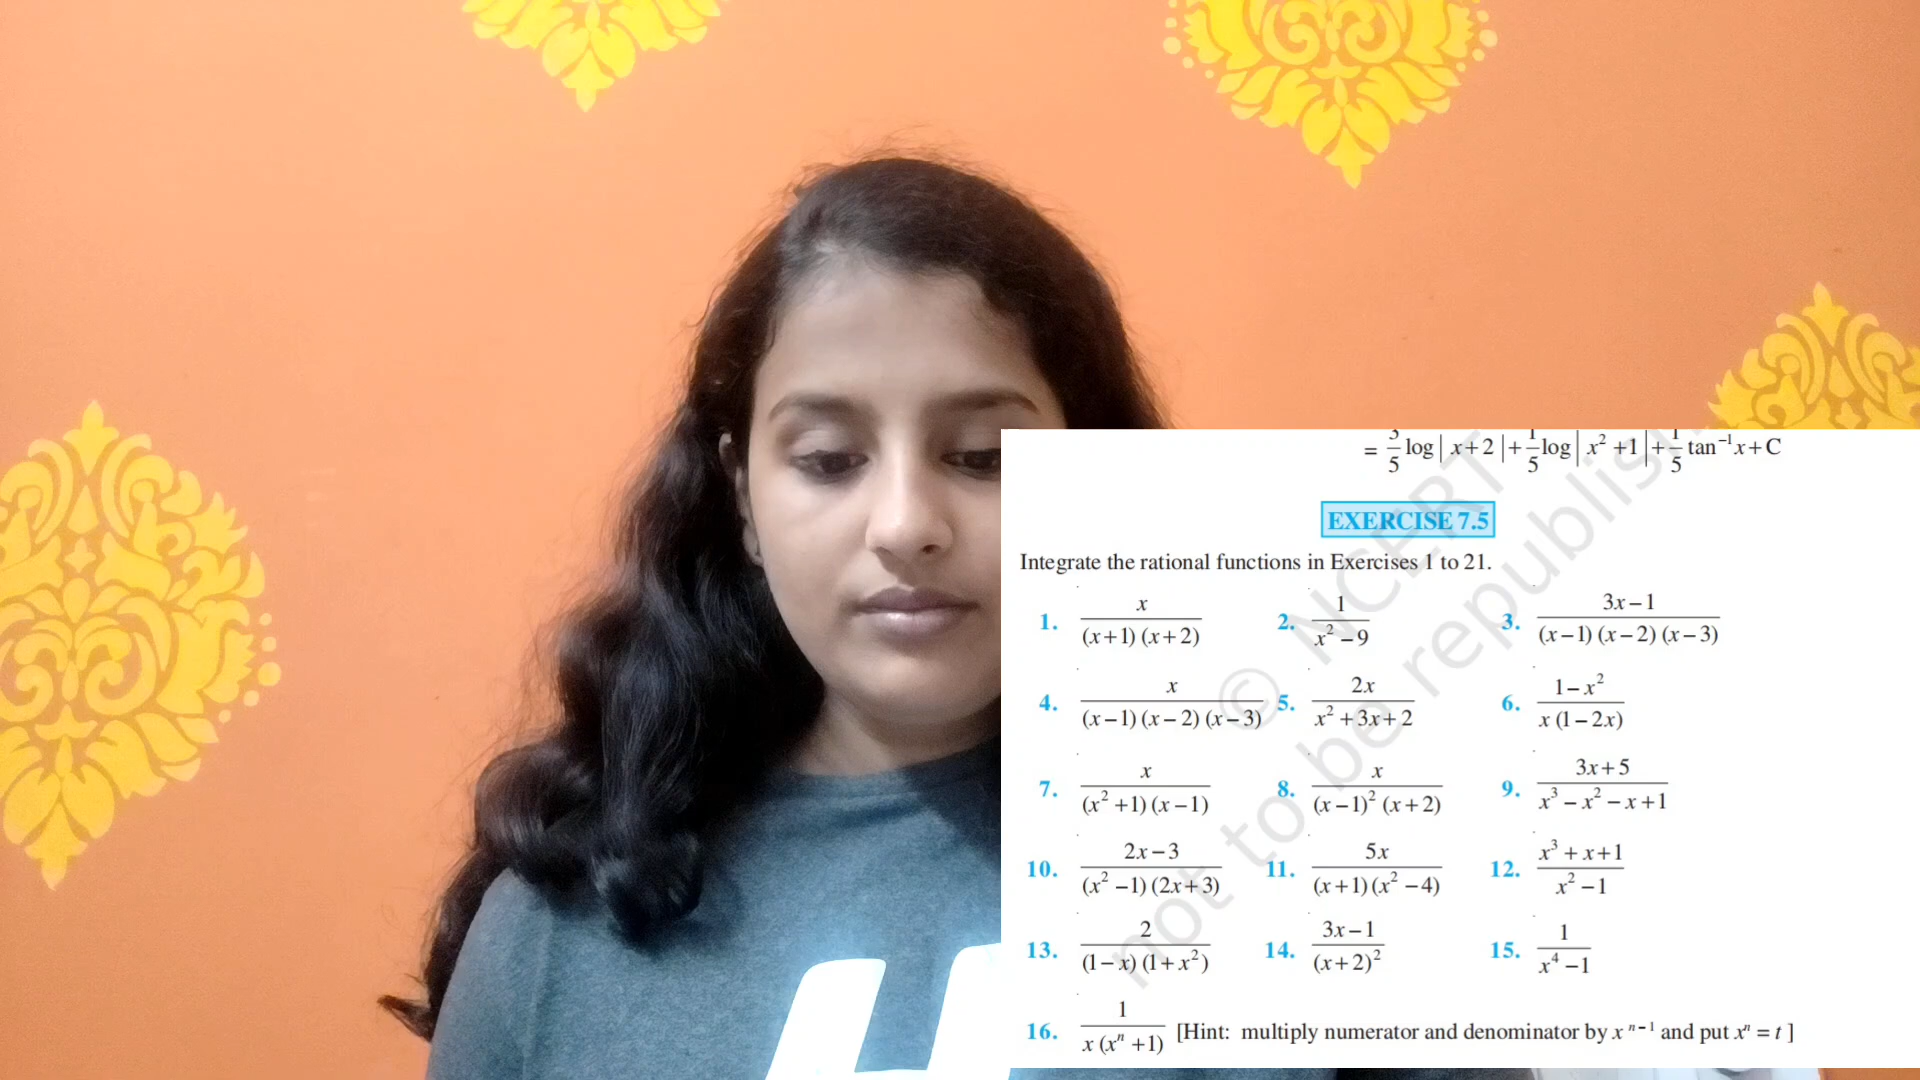 = 3/5 log| x+2 |+ 1/5 log| x² +1 |+ 1/5 tan⁻¹x + C
EXERCISE 7.5
Integrate the rational functions in Exercises 1 to 21.
1. x / (x+1) (x+2) 2. 1 / x² – 9 3. 3x – 1 / (x – 1) (x – 2) (x – 3)
4. x / (x – 1) (x – 2) (x – 3) 5. 2x / x² + 3x + 2 6. 1 – x² / x (1 – 2x)
7. x / (x² +1) (x – 1) 8. x / (x – 1)² (x + 2) 9. 3x + 5 / x³ – x² – x + 1
10. 2x – 3 / (x² – 1) (2x + 3) 11. 5x / (x + 1) (x² – 4) 12. x³ + x + 1 / x² – 1
13. 2 / (1 – x) (1 + x²) 14. 3x – 1 / (x + 2)² 15. 1 / x⁴ – 1
16. 1 / x (xⁿ + 1) [Hint: multiply numerator and denominator by xⁿ⁻¹ and put xⁿ = t ]
© NCERT
not to be republis